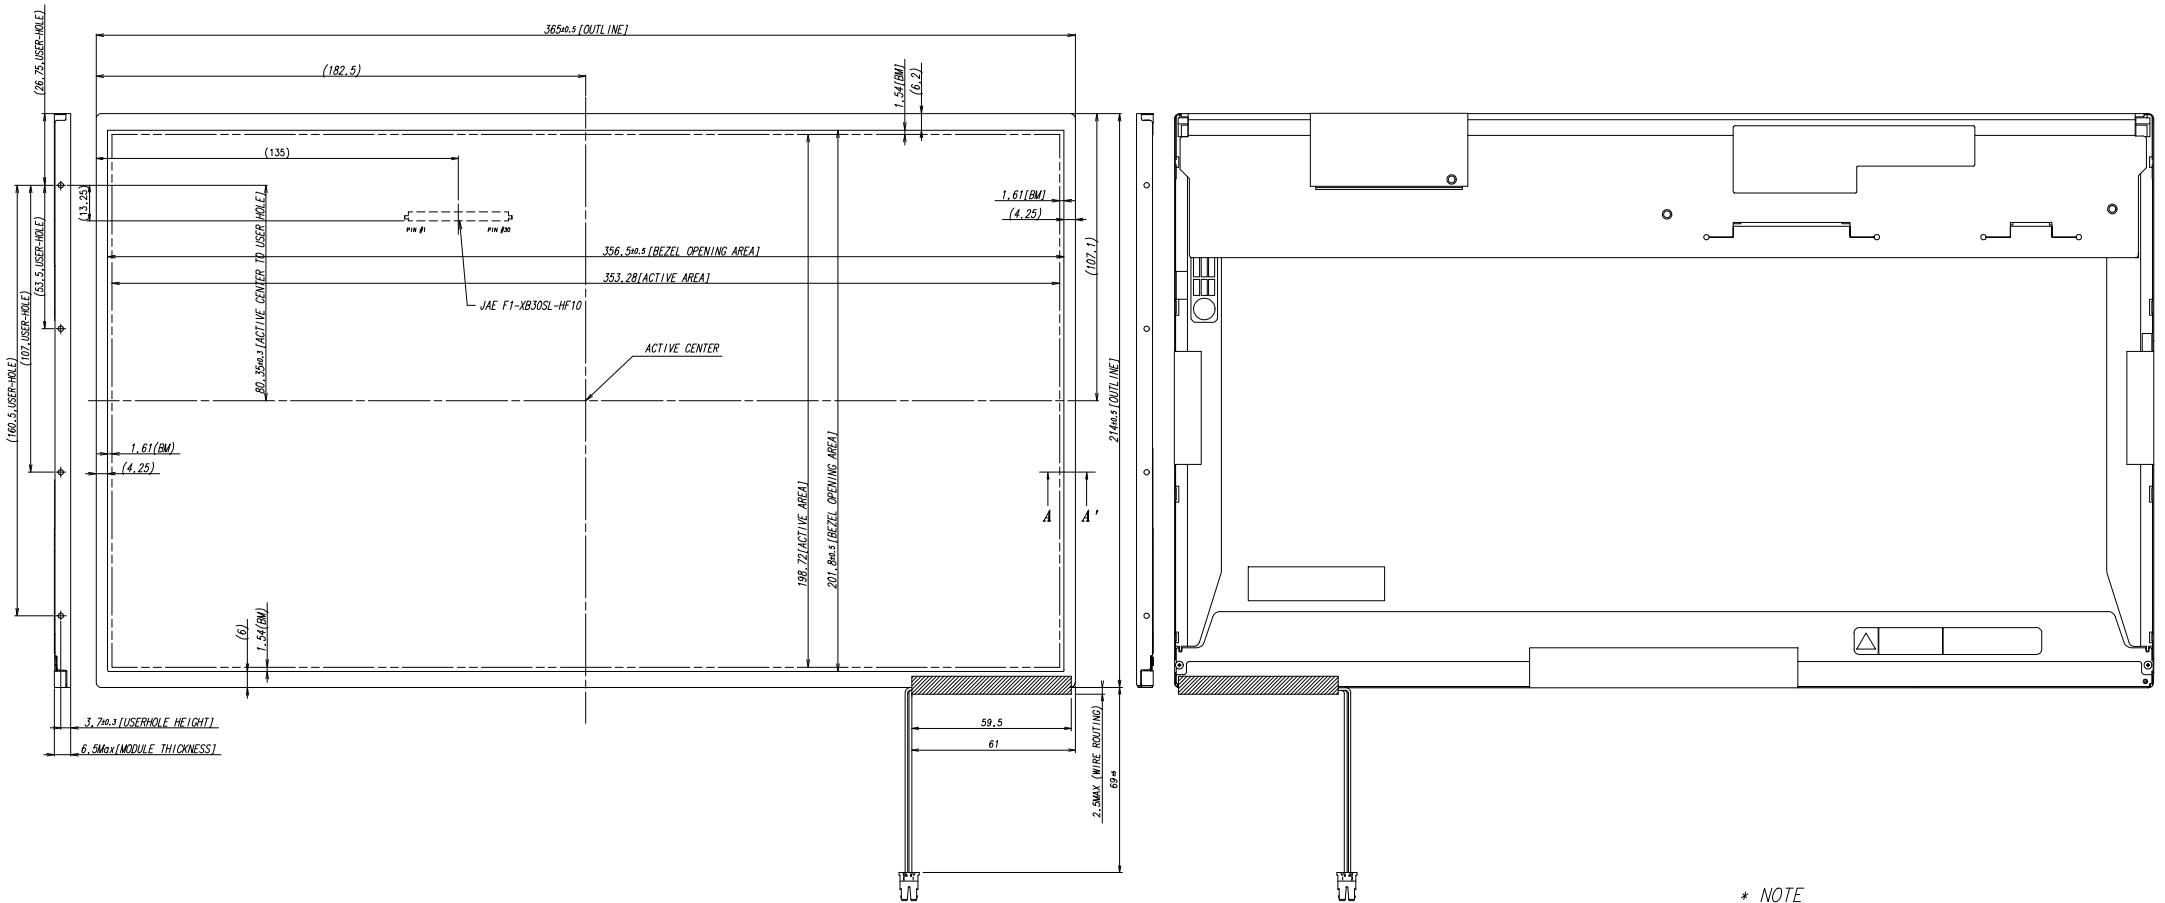 365±0.5 [OUTLINE]
(182.5)
(26.75,USER-HOLE)
1.54[BM]
(6.2)
(135)
(13.25)
80.35±0.3 [ACTIVE CENTER TO USER HOLE]
PIN #1
PIN #30
1.61[BM]
(4.25)
356.5±0.5 [BEZEL OPENING AREA]
353.28[ACTIVE AREA]
(107.1)
JAE F1-XB30SL-HF10
ACTIVE CENTER
(53.5,USER-HOLE)
(107,USER-HOLE)
(160.5,USER-HOLE)
214±0.5 [OUTLINE]
1.61(BM)
(4.25)
198.72[ACTIVE AREA]
201.8±0.5 [BEZEL OPENING AREA]
A
A'
(6)
1.54(BM)
3.7±0.3 [USERHOLE HEIGHT]
6.5Max[MODULE THICKNESS]
59.5
61
2.5MAX (WIRE ROUTING)
69±5
* NOTE